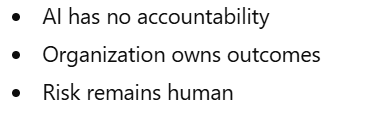 • AI has no accountability
• Organization owns outcomes
• Risk remains human